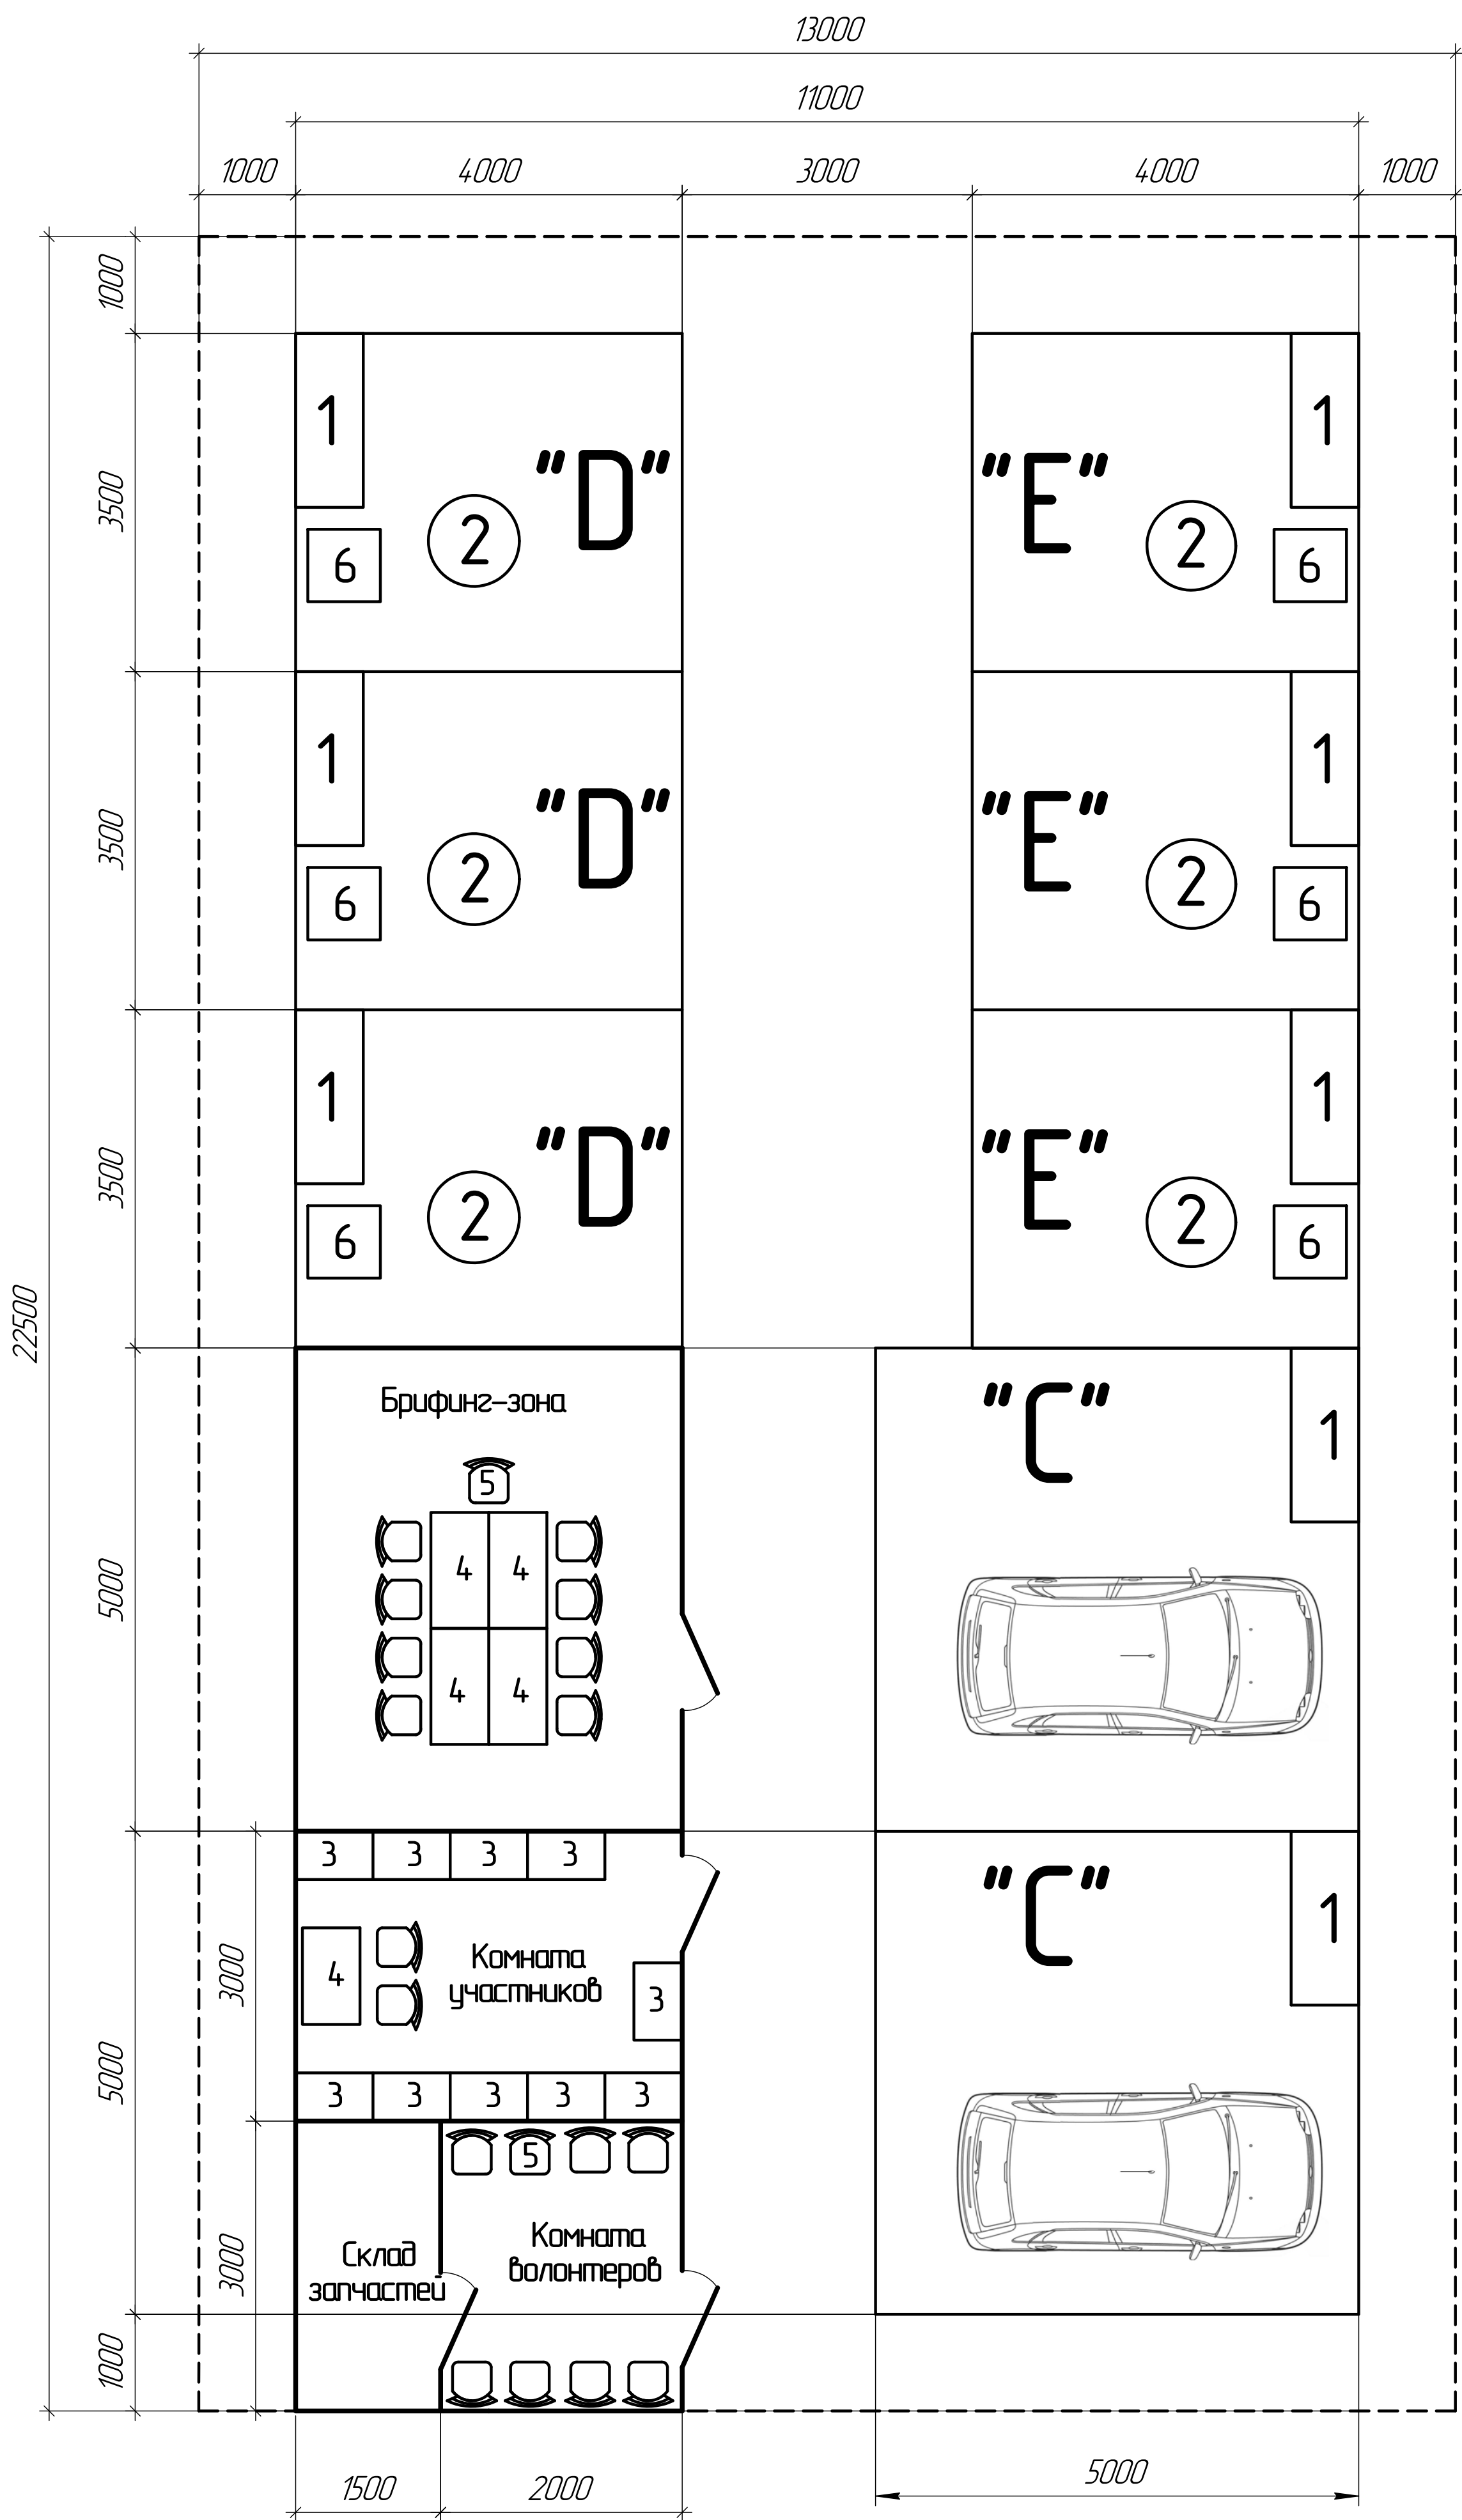 13000
11000
1000 4000 3000 4000 1000
1000
3500
1 "D" "E" 1
6 2 2 6
3500
1 "D" "E" 1
6 2 2 6
3500
1 "D" "E" 1
6 2 2 6
22500
Брифинг-зона
"C" 1
5
4 4
5000
4 4
3 3 3 3
"C" 1
3000
Комната
участников
4
3
5000
3 3 3 3 3
5
3000
Комната
волонтеров
Склад
запчастей
1000
1500 2000 5000